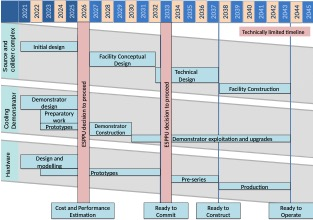 2021 2022 2023 2024 2025 2026 2027 2028 2029 2030 2031 2032 2033 2034 2035 2036 2037 2038 2039 2040 2041 2042 2043 2044 2045
Technically limited timeline
Source and
collider complex
Initial design
Facility Conceptual
Design
Technical
Design
Facility Construction
ESPPU decision to proceed
ESPPU decision to proceed
Cooling
Demonstrator
Demonstrator
design
Preparatory
work
Prototypes
Demonstrator
Construction
Demonstrator exploitation and upgrades
Hardware
Design and
modelling
Prototypes
Pre-series
Production
Cost and Performance
Estimation
Ready to
Commit
Ready to
Construct
Ready to
Operate